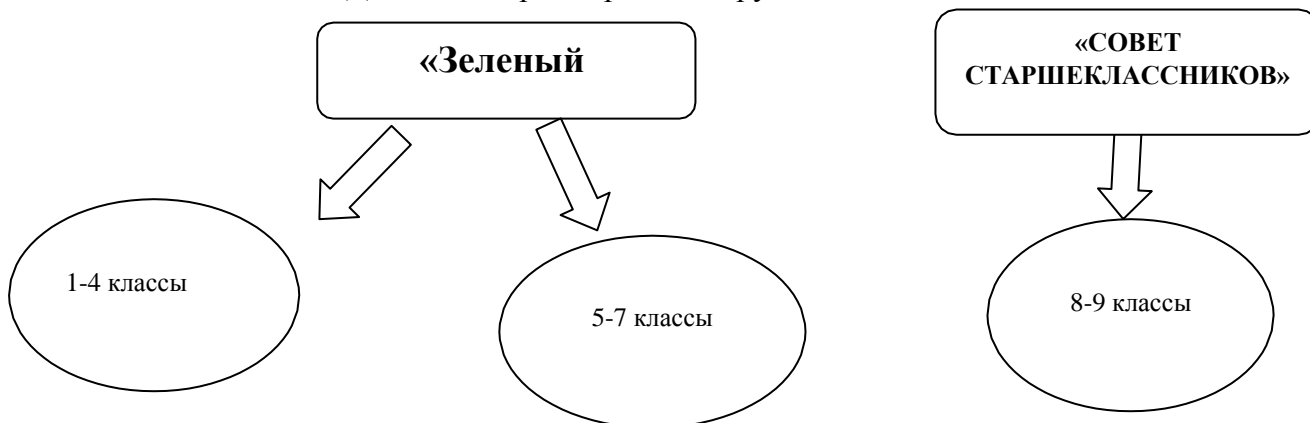 «Зеленый
«СОВЕТ
СТАРШЕКЛАССНИКОВ»
1-4 классы
5-7 классы
8-9 классы